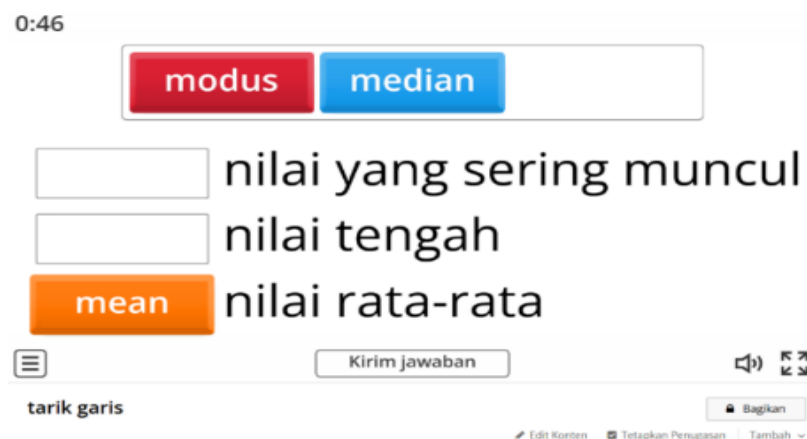 0:46
modus median
nilai yang sering muncul
nilai tengah
mean nilai rata-rata
Kirim jawaban
tarik garis
Bagikan
Edit Konten Tetapkan Penugasan Tambah